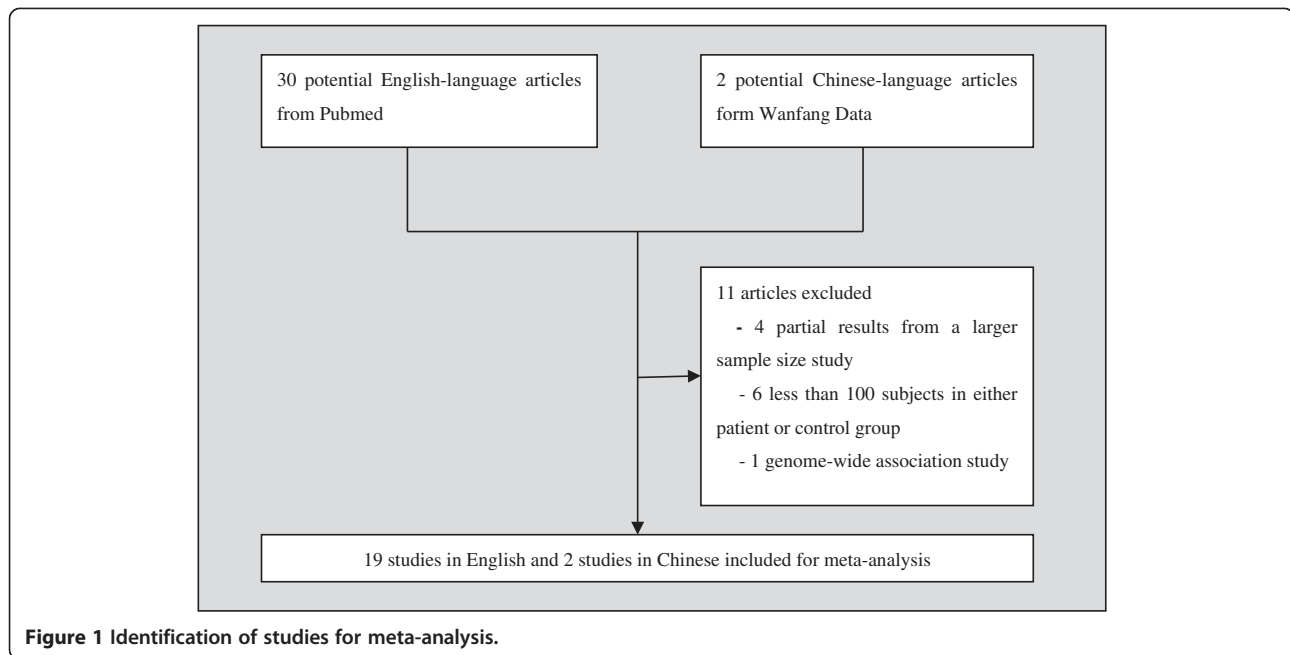 30 potential English-language articles
from Pubmed
2 potential Chinese-language articles
form Wanfang Data
11 articles excluded
- 4 partial results from a larger
sample size study
- 6 less than 100 subjects in either
patient or control group
- 1 genome-wide association study
19 studies in English and 2 studies in Chinese included for meta-analysis
Figure 1 Identification of studies for meta-analysis.